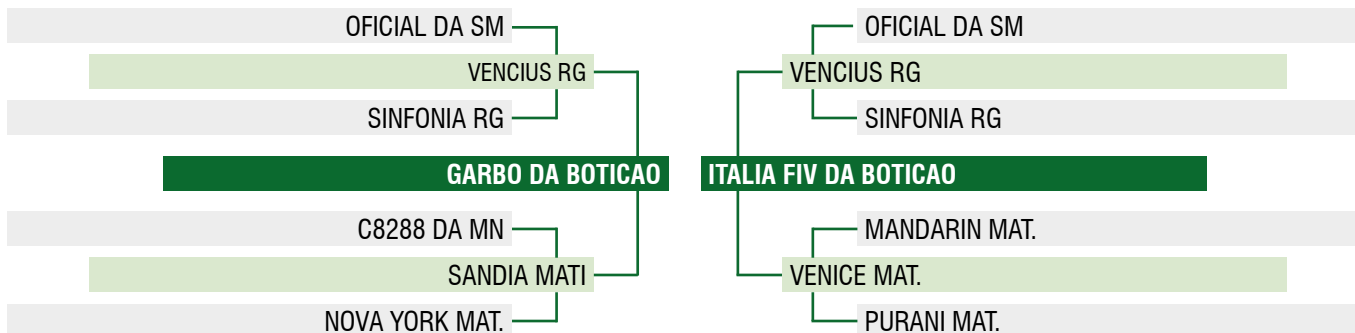 OFICIAL DA SM
VENCIUS RG
SINFONIA RG
GARBO DA BOTICAO
C8288 DA MN
SANDIA MATI
NOVA YORK MAT.
OFICIAL DA SM
VENCIUS RG
SINFONIA RG
ITALIA FIV DA BOTICAO
MANDARIN MAT.
VENICE MAT.
PURANI MAT.